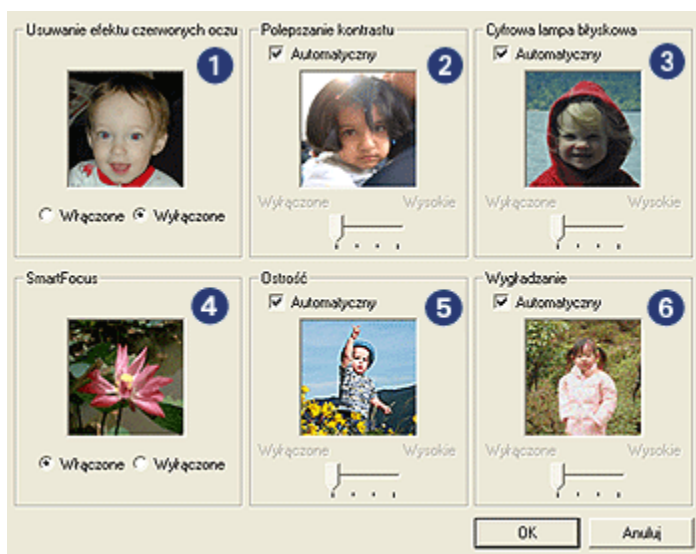 Usuwanie efektu czerwonych oczu
1
Włączone Wyłączone
Polepszanie kontrastu
Automatyczny
2
Wyłączone Wysokie
Cyfrowa lampa błyskowa
Automatyczny
3
Wyłączone Wysokie
SmartFocus
4
Włączone Wyłączone
Ostrość
Automatyczny
5
Wyłączone Wysokie
Wygładzanie
Automatyczny
6
Wyłączone Wysokie
OK Anuluj